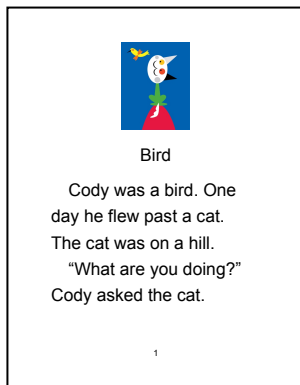 Bird
Cody was a bird. One
day he flew past a cat.
The cat was on a hill.
“What are you doing?”
Cody asked the cat.
1